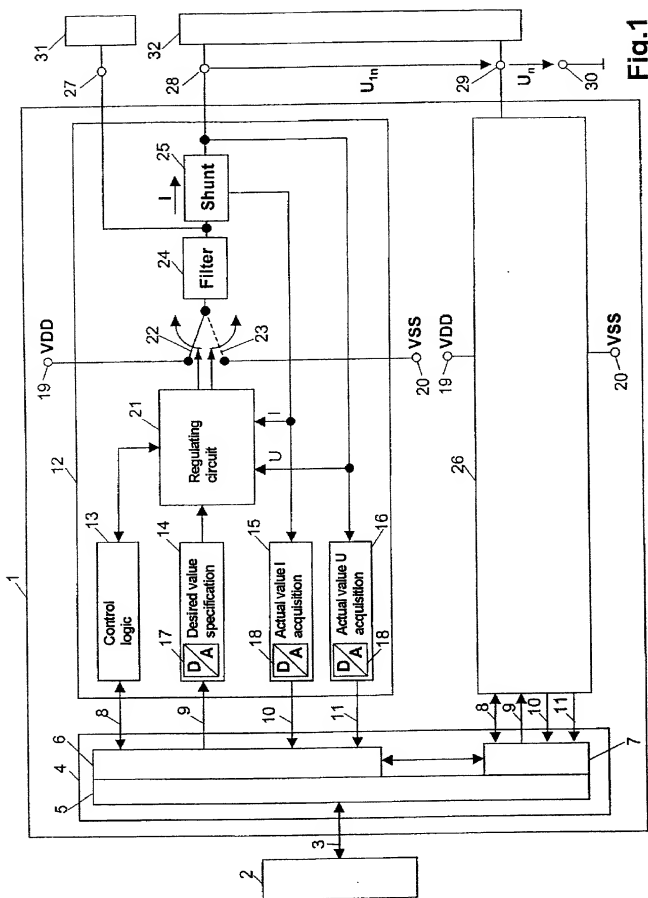 Fig.1
31
32
27
28
U1n
29
Un
30
1
12
25
I
Shunt
24
Filter
19
VDD
22
23
VSS
20
21
Regulating
circuit
U
I
13
Control
logic
14
Desired value
specification
17
D
A
15
Actual value I
acquisition
18
D
A
16
Actual value U
acquisition
D
A
18
19
VDD
26
VSS
20
8
9
10
11
8
9
10
11
6
4
5
7
3
2